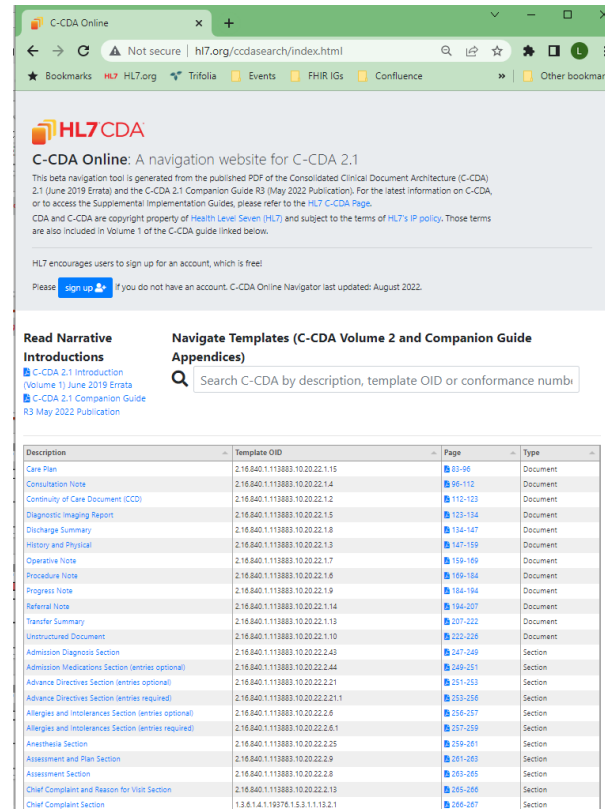 C-CDA Online
Not secure | hl7.org/ccdasearch/index.html
L
Bookmarks HL7 HL7.org Trifolia Events FHIR IGs Confluence » Other bookmar
HL7 CDA
C-CDA Online: A navigation website for C-CDA 2.1
This beta navigation tool is generated from the published PDF of the Consolidated Clinical Document Architecture (C-CDA)
2.1 (June 2019 Errata) and the C-CDA 2.1 Companion Guide R3 (May 2022 Publication). For the latest information on C-CDA,
or to access the Supplemental Implementation Guides, please refer to the HL7 C-CDA Page.
CDA and C-CDA are copyright property of Health Level Seven (HL7) and subject to the terms of HL7's IP policy. Those terms
are also included in Volume 1 of the C-CDA guide linked below.
HL7 encourages users to sign up for an account, which is free!
Please sign up if you do not have an account. C-CDA Online Navigator last updated: August 2022.
Read Narrative
Introductions
C-CDA 2.1 Introduction
(Volume 1) June 2019 Errata
C-CDA 2.1 Companion Guide
R3 May 2022 Publication
Navigate Templates (C-CDA Volume 2 and Companion Guide
Appendices)
Search C-CDA by description, template OID or conformance numb
Description Template OID Page Type
Care Plan 2.16.840.1.113883.10.20.22.1.15 83-96 Document
Consultation Note 2.16.840.1.113883.10.20.22.1.4 96-112 Document
Continuity of Care Document (CCD) 2.16.840.1.113883.10.20.22.1.2 112-123 Document
Diagnostic Imaging Report 2.16.840.1.113883.10.20.22.1.5 123-134 Document
Discharge Summary 2.16.840.1.113883.10.20.22.1.8 134-147 Document
History and Physical 2.16.840.1.113883.10.20.22.1.3 147-159 Document
Operative Note 2.16.840.1.113883.10.20.22.1.7 159-169 Document
Procedure Note 2.16.840.1.113883.10.20.22.1.6 169-184 Document
Progress Note 2.16.840.1.113883.10.20.22.1.9 184-194 Document
Referral Note 2.16.840.1.113883.10.20.22.1.14 194-207 Document
Transfer Summary 2.16.840.1.113883.10.20.22.1.13 207-222 Document
Unstructured Document 2.16.840.1.113883.10.20.22.1.10 222-226 Document
Admission Diagnosis Section 2.16.840.1.113883.10.20.22.2.43 247-249 Section
Admission Medications Section (entries optional) 2.16.840.1.113883.10.20.22.2.44 249-251 Section
Advance Directives Section (entries optional) 2.16.840.1.113883.10.20.22.2.21 251-253 Section
Advance Directives Section (entries required) 2.16.840.1.113883.10.20.22.2.21.1 253-256 Section
Allergies and Intolerances Section (entries optional) 2.16.840.1.113883.10.20.22.2.6 256-257 Section
Allergies and Intolerances Section (entries required) 2.16.840.1.113883.10.20.22.2.6.1 257-259 Section
Anesthesia Section 2.16.840.1.113883.10.20.22.2.25 259-261 Section
Assessment and Plan Section 2.16.840.1.113883.10.20.22.2.9 261-263 Section
Assessment Section 2.16.840.1.113883.10.20.22.2.8 263-265 Section
Chief Complaint and Reason for Visit Section 2.16.840.1.113883.10.20.22.2.13 265-266 Section
Chief Complaint Section 1.3.6.1.4.1.19376.1.5.3.1.1.13.2.1 266-267 Section